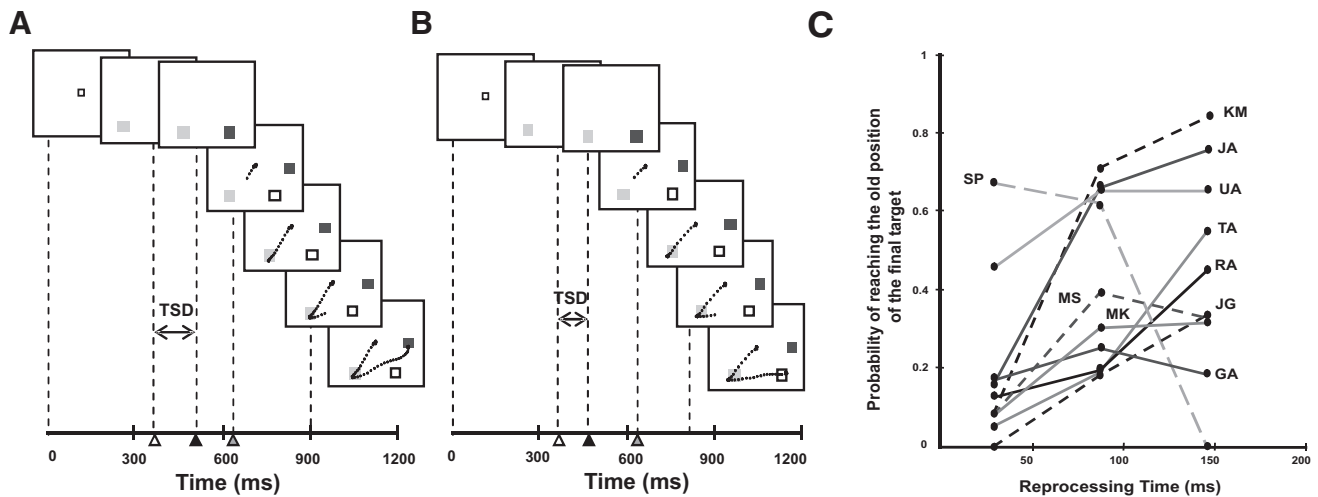 A
TSD
0 300 600 900 1200
Time (ms)
B
TSD
0 300 600 900 1200
Time (ms)
C
Probability of reaching the old position
of the final target
1
0.8
0.6
0.4
0.2
0
SP
KM
JA
UA
TA
RA
MS
MK
JG
GA
50 100 150 200
Reprocessing Time (ms)